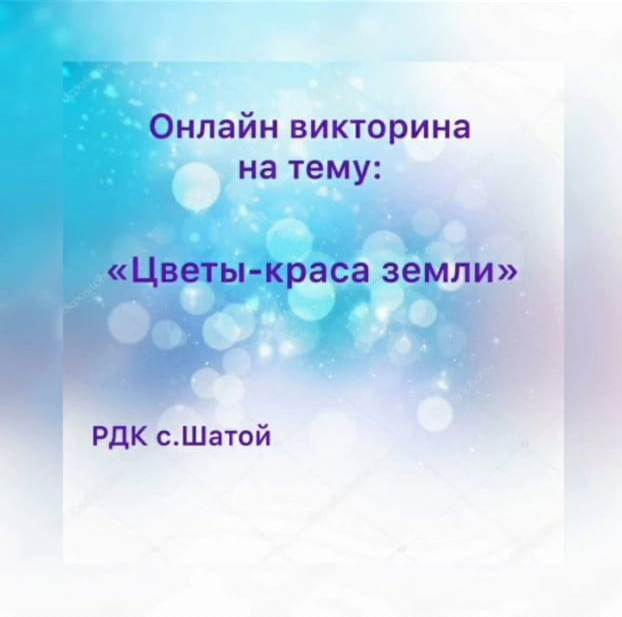 Онлайн викторина
на тему:
«Цветы-краса земли»
РДК с.Шатой